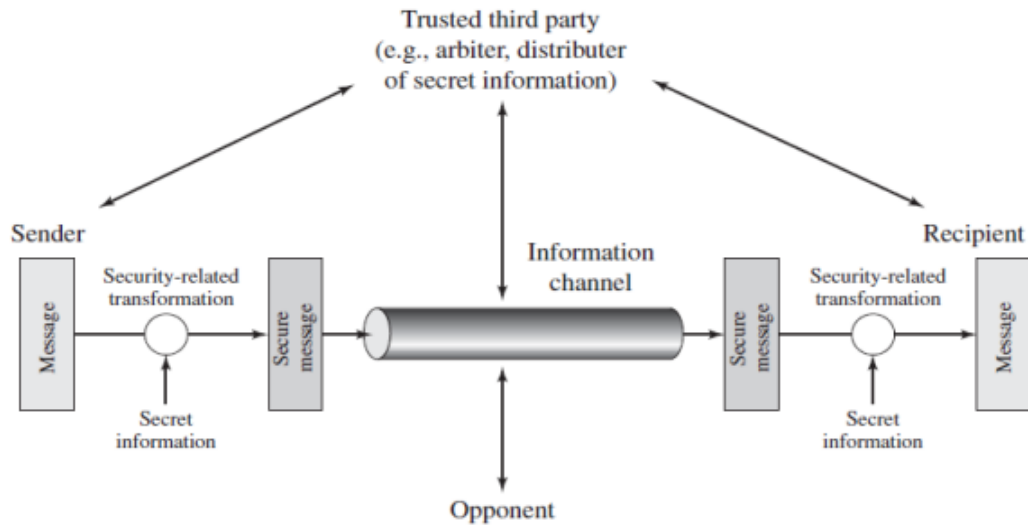 Trusted third party
(e.g., arbiter, distributer
of secret information)
Sender
Recipient
Information
channel
Security-related
transformation
Security-related
transformation
Message
Secure
message
Secure
message
Message
Secret
information
Secret
information
Opponent